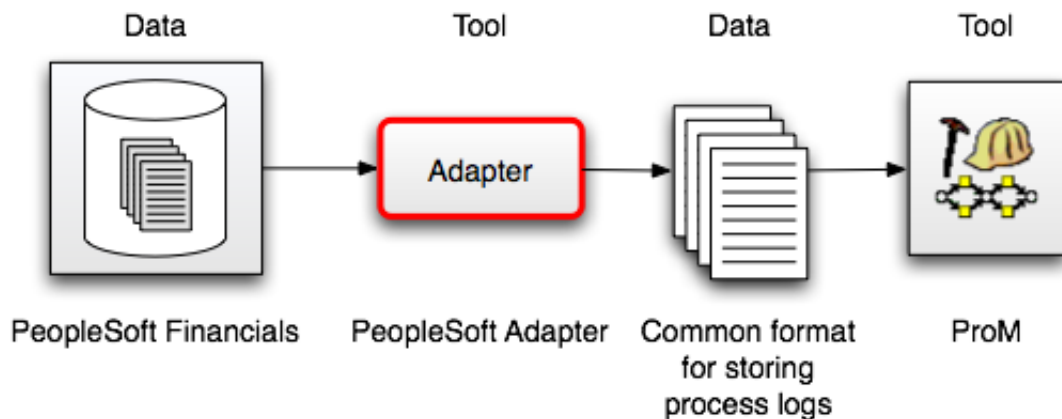 Data
Tool
Data
Tool
Adapter
PeopleSoft Financials
PeopleSoft Adapter
Common format
for storing
process logs
ProM